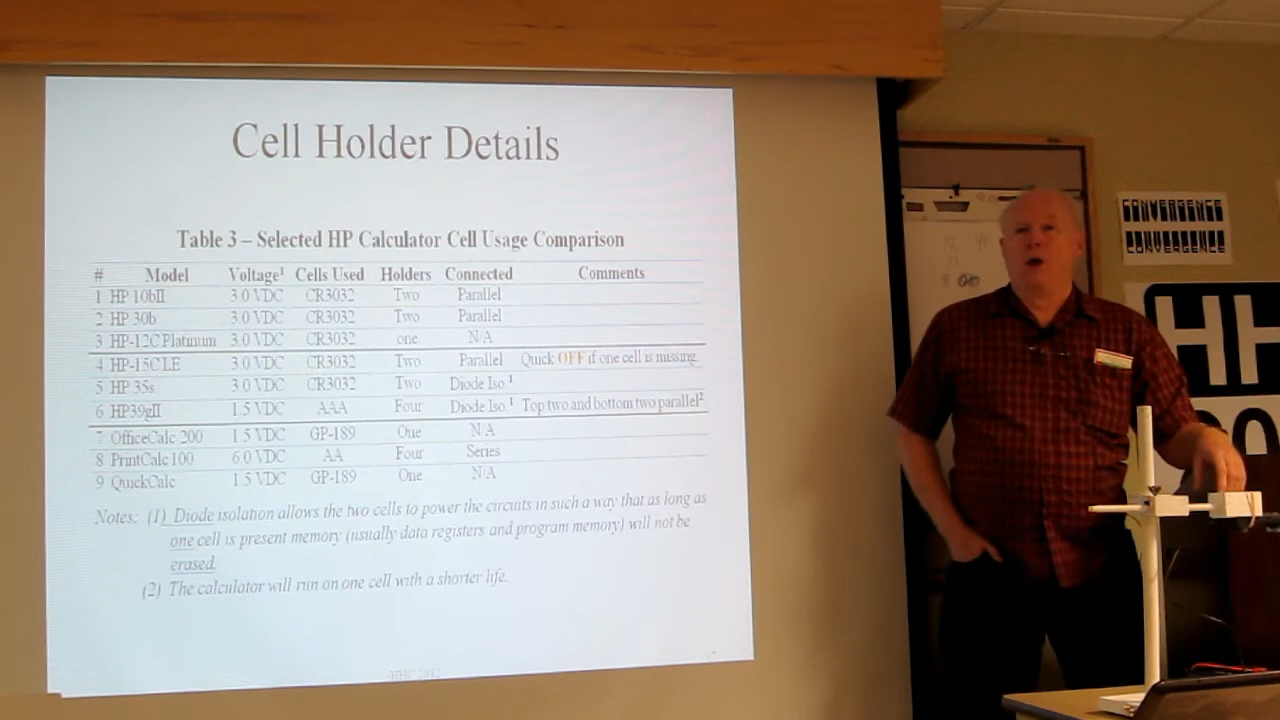 Cell Holder Details
Table 3 – Selected HP Calculator Cell Usage Comparison
# Model Voltage¹ Cells Used Holders Connected Comments
1 HP 10bII 3.0 VDC CR3032 Two Parallel
2 HP 30b 3.0 VDC CR3032 Two Parallel
3 HP-12C Platinum 3.0 VDC CR3032 one N/A
4 HP-15C LE 3.0 VDC CR3032 Two Parallel Quick OFF if one cell is missing.
5 HP 35s 3.0 VDC CR3032 Two Diode Iso.¹
6 HP39gII 1.5 VDC AAA Four Diode Iso.¹ Top two and bottom two parallel²
7 OfficeCalc 200 1.5 VDC GP-189 One N/A
8 PrintCalc 100 6.0 VDC AA Four Series
9 QuickCalc 1.5 VDC GP-189 One N/A
Notes: (1) Diode isolation allows the two cells to power the circuits in such a way that as long as
one cell is present memory (usually data registers and program memory) will not be
erased.
(2) The calculator will run on one cell with a shorter life.
HHC 2012
CONVERGENCE
CONVERGENCE
HH